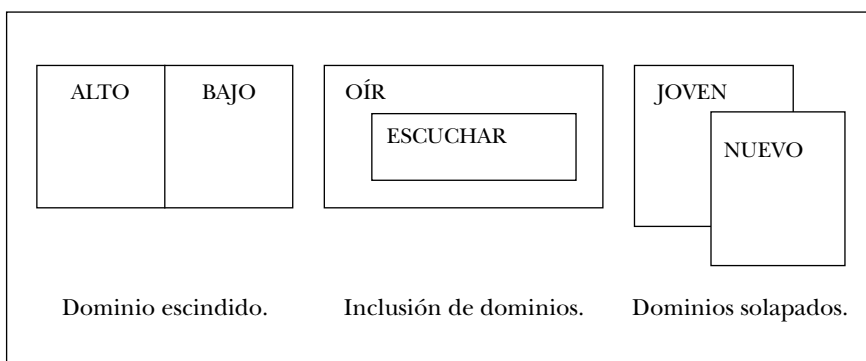 ALTO BAJO
OÍR
ESCUCHAR
JOVEN
NUEVO
Dominio escindido.
Inclusión de dominios.
Dominios solapados.